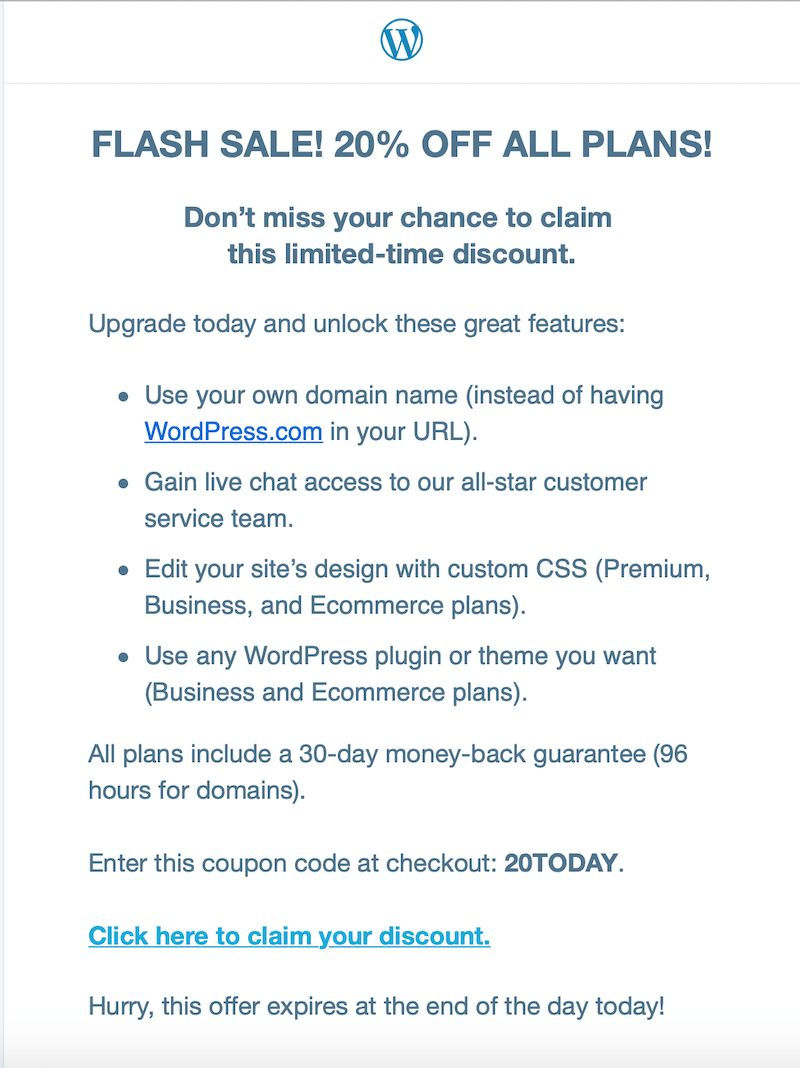 FLASH SALE! 20% OFF ALL PLANS!
Don’t miss your chance to claim
this limited-time discount.
Upgrade today and unlock these great features:
• Use your own domain name (instead of having
WordPress.com in your URL).
• Gain live chat access to our all-star customer
service team.
• Edit your site’s design with custom CSS (Premium,
Business, and Ecommerce plans).
• Use any WordPress plugin or theme you want
(Business and Ecommerce plans).
All plans include a 30-day money-back guarantee (96
hours for domains).
Enter this coupon code at checkout: 20TODAY.
Click here to claim your discount.
Hurry, this offer expires at the end of the day today!